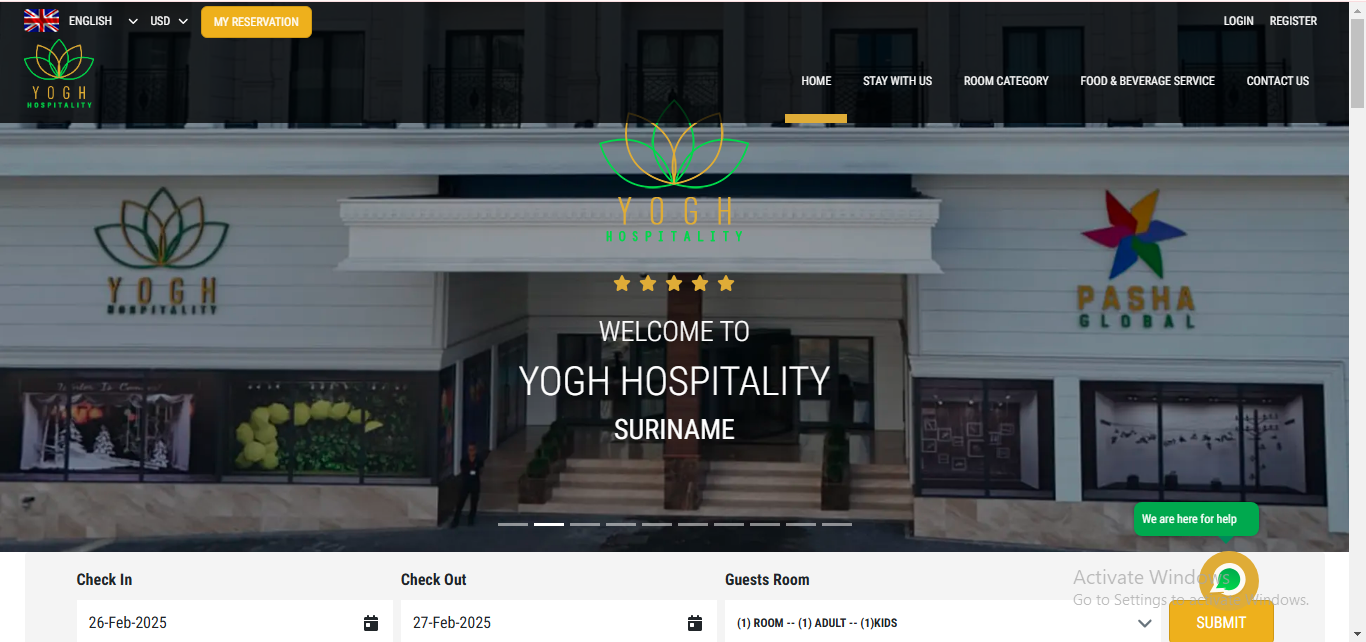 ENGLISH USD MY RESERVATION LOGIN REGISTER
YOGH
HOSPITALITY
HOME STAY WITH US ROOM CATEGORY FOOD & BEVERAGE SERVICE CONTACT US
YOGH
HOSPITALITY
YOGH
HOSPITALITY
PASHA
GLOBAL
WELCOME TO
YOGH HOSPITALITY
SURINAME
We are here for help
Check In Check Out Guests Room
Activate Windows
Go to Settings to activate Windows.
26-Feb-2025 27-Feb-2025 (1) ROOM -- (1) ADULT -- (1)KIDS SUBMIT